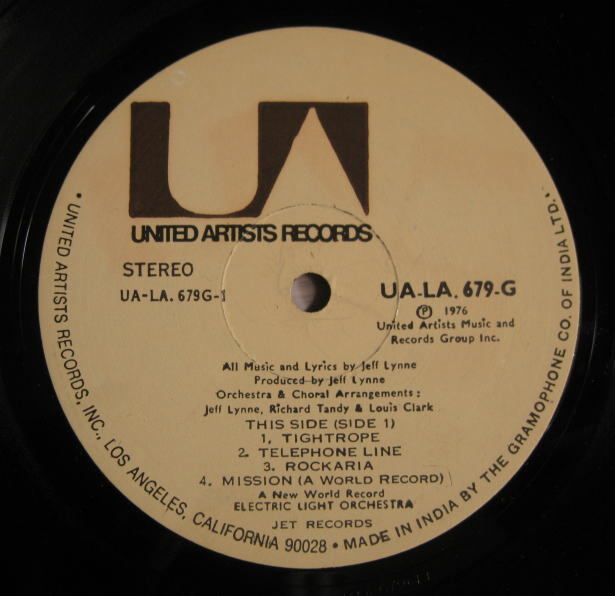 UA
UNITED ARTISTS RECORDS
STEREO
UA-LA. 679G-1
UA-LA. 679-G
Ⓟ 1976
United Artists Music and
Records Group Inc.
All Music and Lyrics by Jeff Lynne
Produced by Jeff Lynne
Orchestra & Choral Arrangements :
Jeff Lynne, Richard Tandy & Louis Clark
THIS SIDE (SIDE 1)
1. TIGHTROPE
2. TELEPHONE LINE
3. ROCKARIA
4. MISSION (A WORLD RECORD)
A New World Record
ELECTRIC LIGHT ORCHESTRA
JET RECORDS
• UNITED ARTISTS RECORDS, INC., LOS ANGELES, CALIFORNIA 90028 • MADE IN INDIA BY THE GRAMOPHONE CO. OF INDIA LTD.